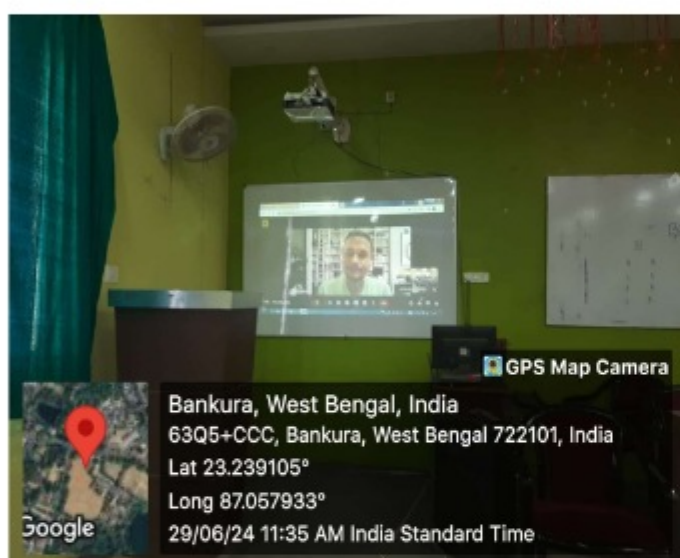 GPS Map Camera
Bankura, West Bengal, India
63Q5+CCC, Bankura, West Bengal 722101, India
Lat 23.239105°
Long 87.057933°
29/06/24 11:35 AM India Standard Time
Google